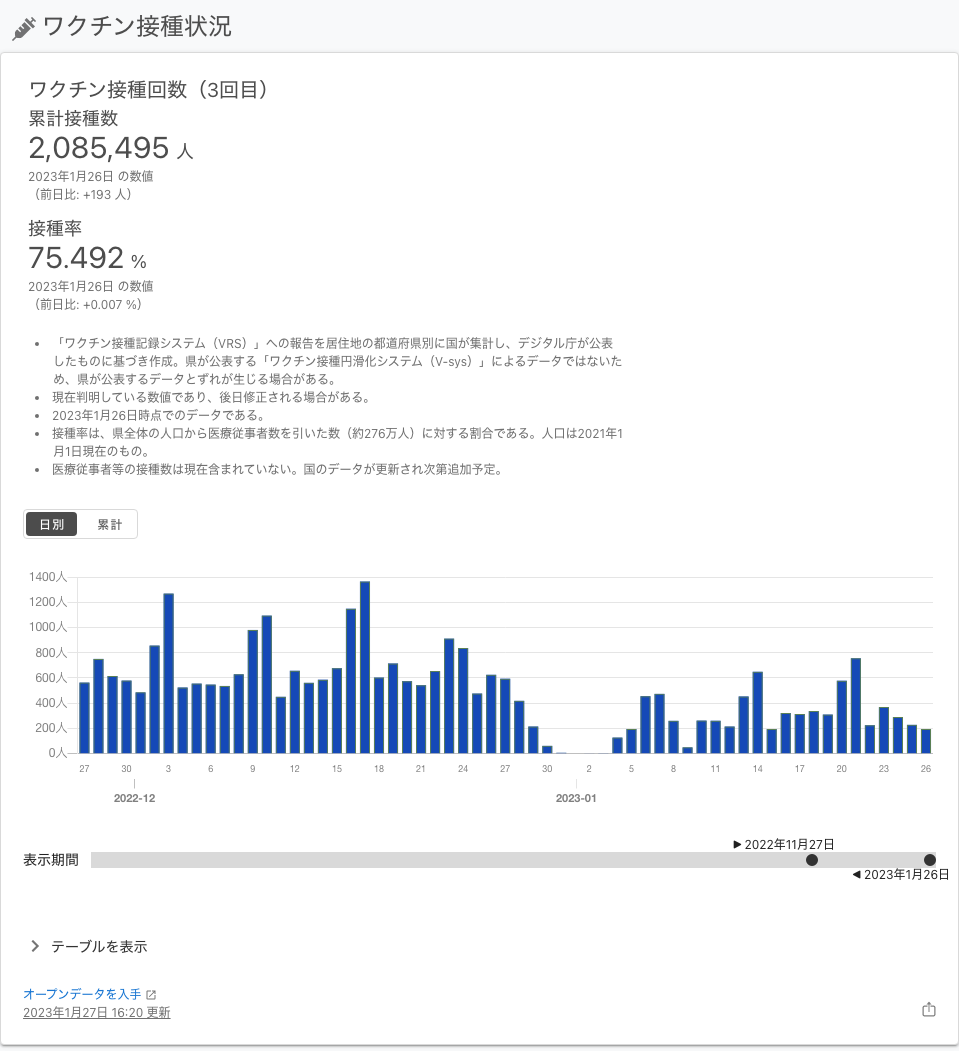 ワクチン接種状況
ワクチン接種回数（3回目）
累計接種数
2,085,495 人
2023年1月26日 の数値
（前日比: +193 人）
接種率
75.492 %
2023年1月26日 の数値
（前日比: +0.007 %）
• 「ワクチン接種記録システム（VRS）」への報告を居住地の都道府県別に国が集計し、デジタル庁が公表
したものに基づき作成。県が公表する「ワクチン接種円滑化システム（V-sys）」によるデータではないた
め、県が公表するデータとずれが生じる場合がある。
• 現在判明している数値であり、後日修正される場合がある。
• 2023年1月26日時点でのデータである。
• 接種率は、県全体の人口から医療従事者数を引いた数（約276万人）に対する割合である。人口は2021年1
月1日現在のもの。
• 医療従事者等の接種数は現在含まれていない。国のデータが更新され次第追加予定。
日別 累計
1400人
1200人
1000人
800人
600人
400人
200人
0人
27 30 3 6 9 12 15 18 21 24 27 30 2 5 8 11 14 17 20 23 26
2022-12 2023-01
▶ 2022年11月27日
表示期間
◀ 2023年1月26日
テーブルを表示
オープンデータを入手
2023年1月27日 16:20 更新